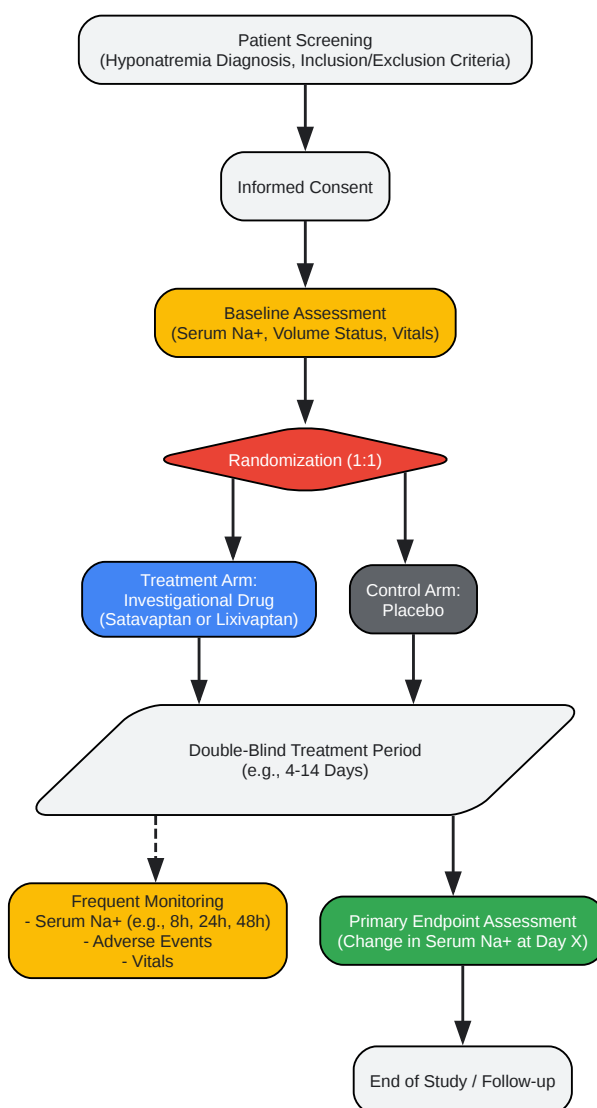 Patient Screening
(Hyponatremia Diagnosis, Inclusion/Exclusion Criteria)
Informed Consent
Baseline Assessment
(Serum Na+, Volume Status, Vitals)
Randomization (1:1)
Treatment Arm:
Investigational Drug
(Satavaptan or Lixivaptan)
Control Arm:
Placebo
Double-Blind Treatment Period
(e.g., 4-14 Days)
Frequent Monitoring
- Serum Na+ (e.g., 8h, 24h, 48h)
- Adverse Events
- Vitals
Primary Endpoint Assessment
(Change in Serum Na+ at Day X)
End of Study / Follow-up